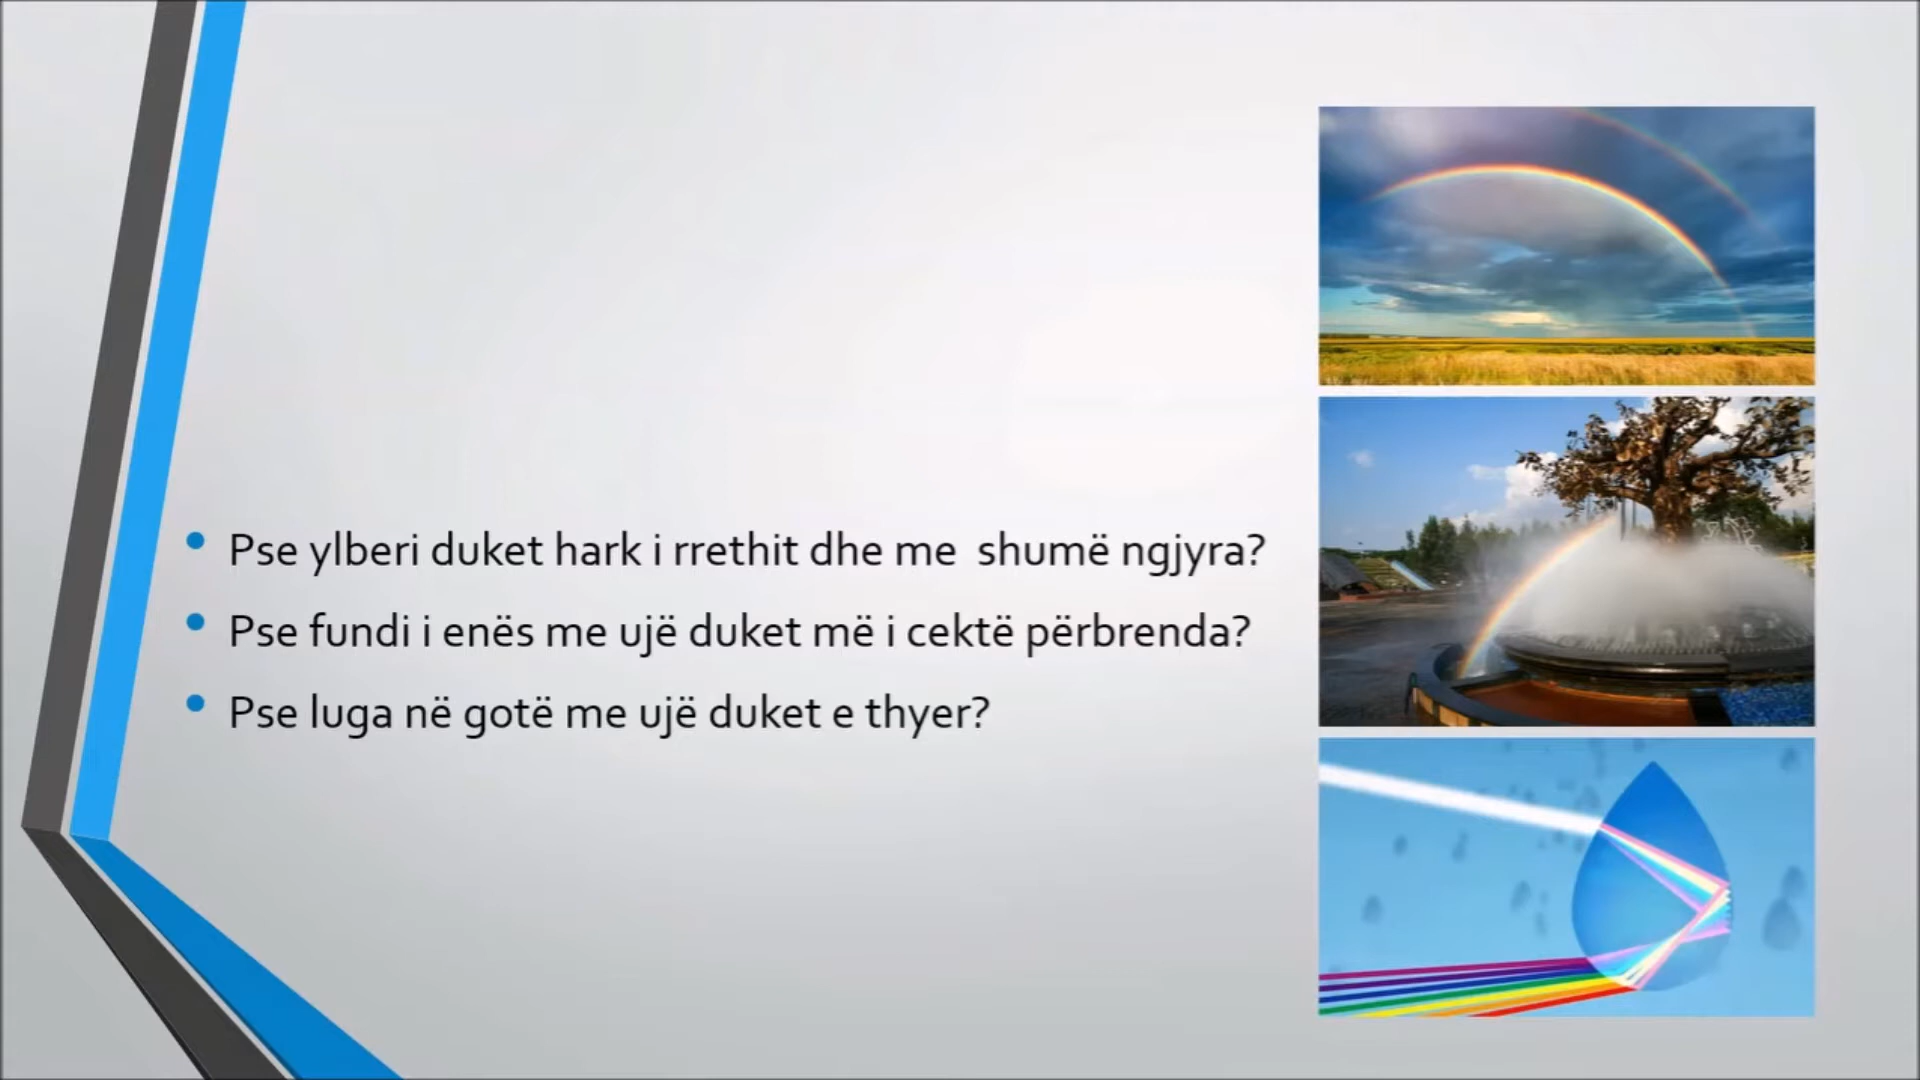 Pse ylberi duket hark i rrethit dhe me  shumë ngjyra?
Pse fundi i enës me ujë duket më i cektë përbrenda?
Pse luga në gotë me ujë duket e thyer?